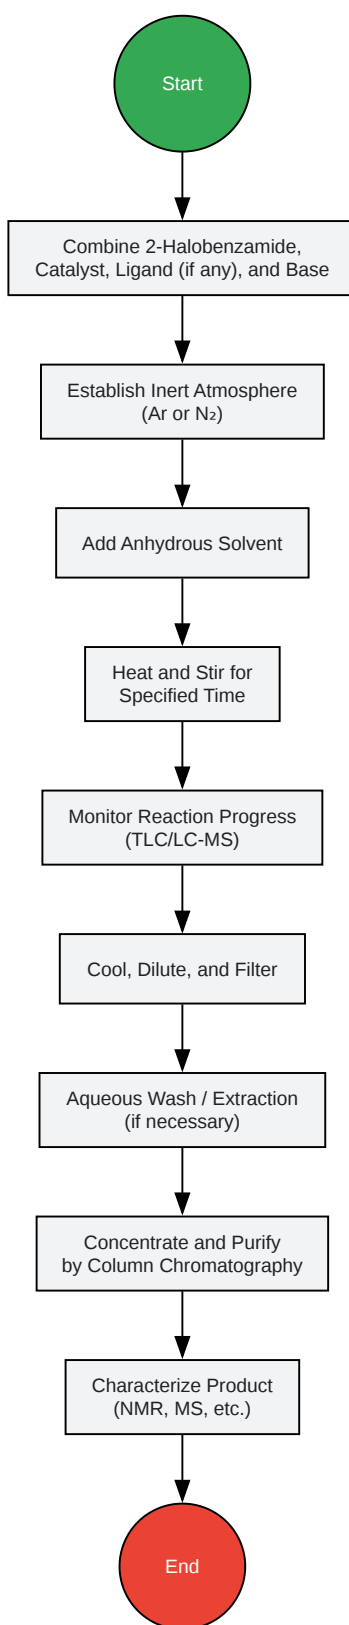 Start
Combine 2-Halobenzamide,
Catalyst, Ligand (if any), and Base
Establish Inert Atmosphere
(Ar or N₂)
Add Anhydrous Solvent
Heat and Stir for
Specified Time
Monitor Reaction Progress
(TLC/LC-MS)
Cool, Dilute, and Filter
Aqueous Wash / Extraction
(if necessary)
Concentrate and Purify
by Column Chromatography
Characterize Product
(NMR, MS, etc.)
End